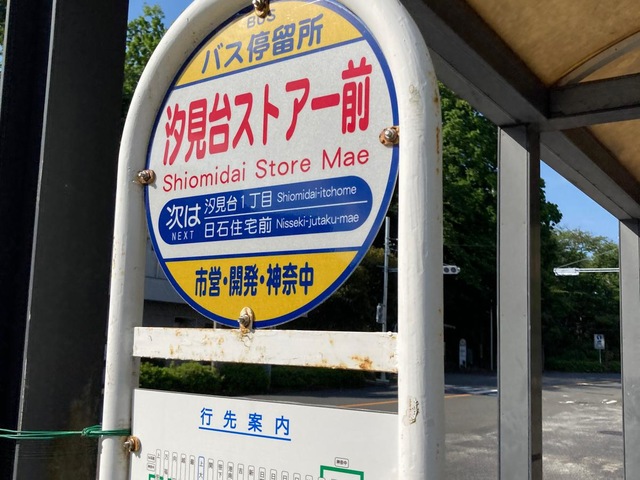 BUS
バス停留所
汐見台ストアー前
Shiomidai Store Mae
次は
NEXT
汐見台1丁目 Shiomidai-itchome
日石住宅前 Nisseki-jutaku-mae
市営・開発・神奈中
行先案内